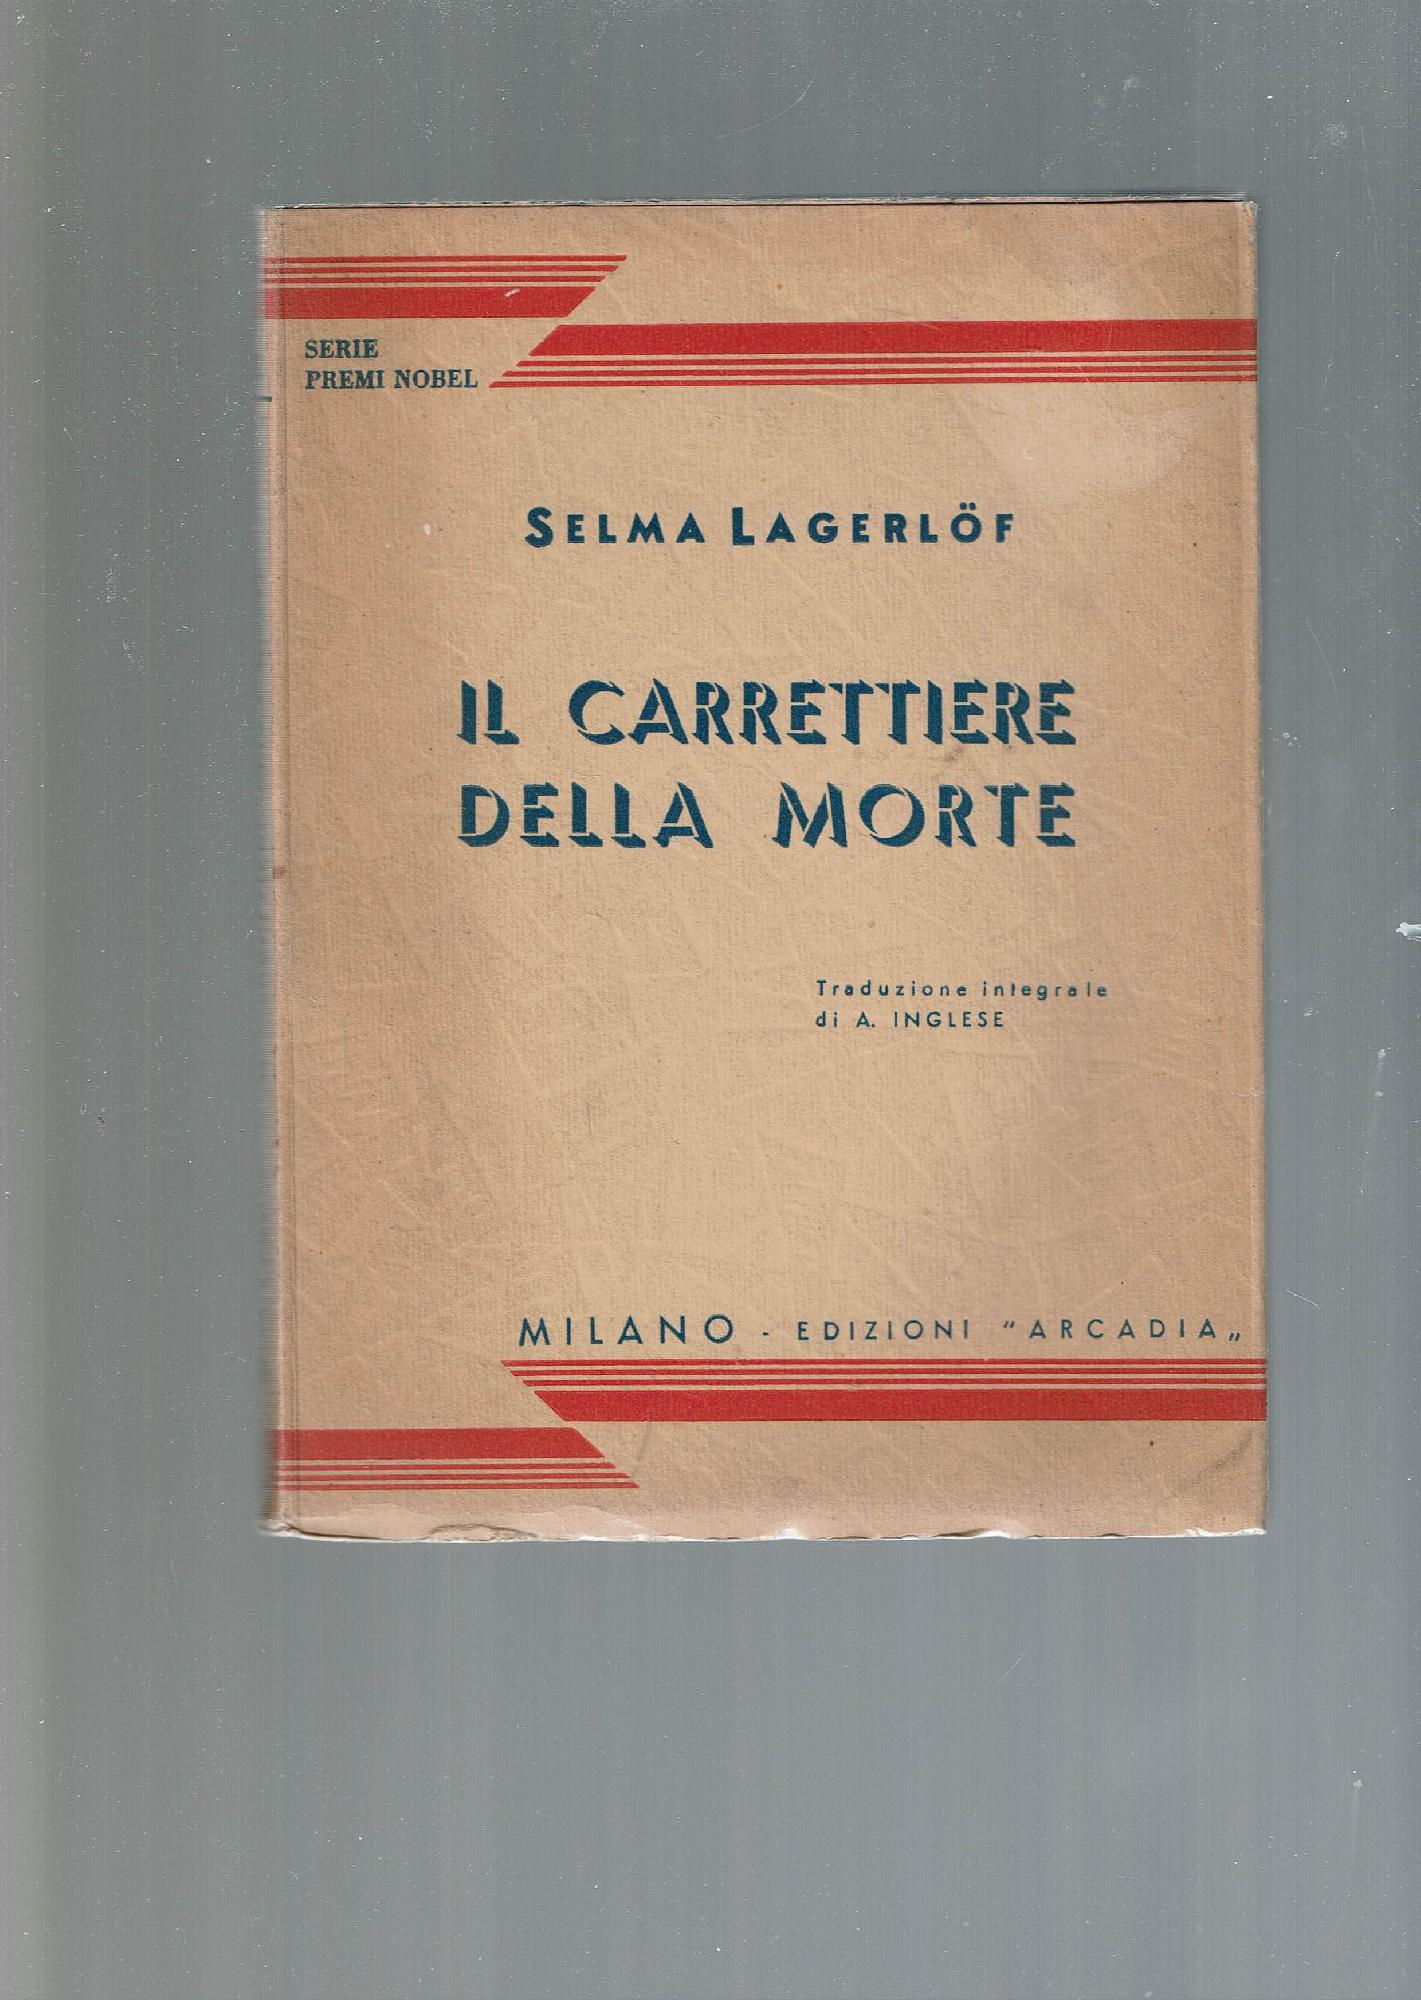 SERIE
PREMI NOBEL
SELMA LAGERLÖF
IL CARRETTIERE
DELLA MORTE
Traduzione integrale
di A. INGLESE
MILANO - EDIZIONI "ARCADIA„